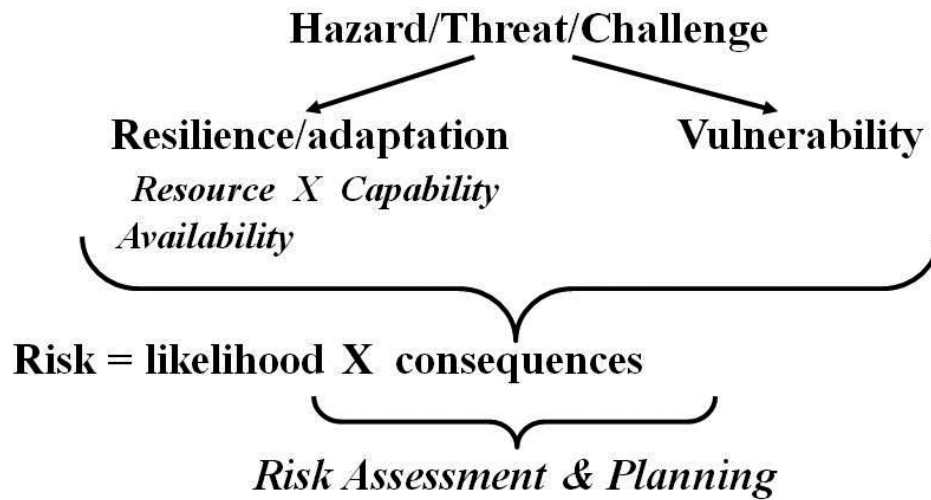 Hazard/Threat/Challenge
Resilience/adaptation Vulnerability
Resource X Capability
Availability
Risk = likelihood X consequences
Risk Assessment & Planning